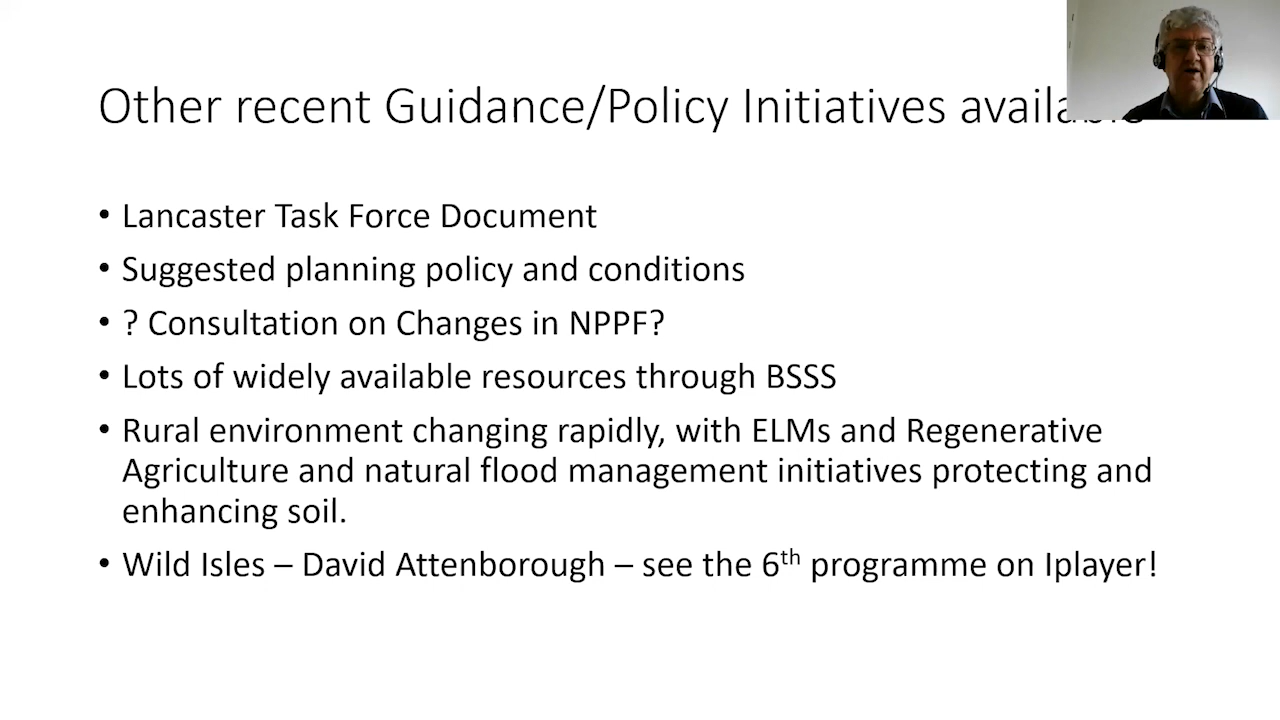 Other recent Guidance/Policy Initiatives available
• Lancaster Task Force Document
• Suggested planning policy and conditions
• ? Consultation on Changes in NPPF?
• Lots of widely available resources through BSSS
• Rural environment changing rapidly, with ELMs and Regenerative
Agriculture and natural flood management initiatives protecting and
enhancing soil.
• Wild Isles – David Attenborough – see the 6th programme on Iplayer!